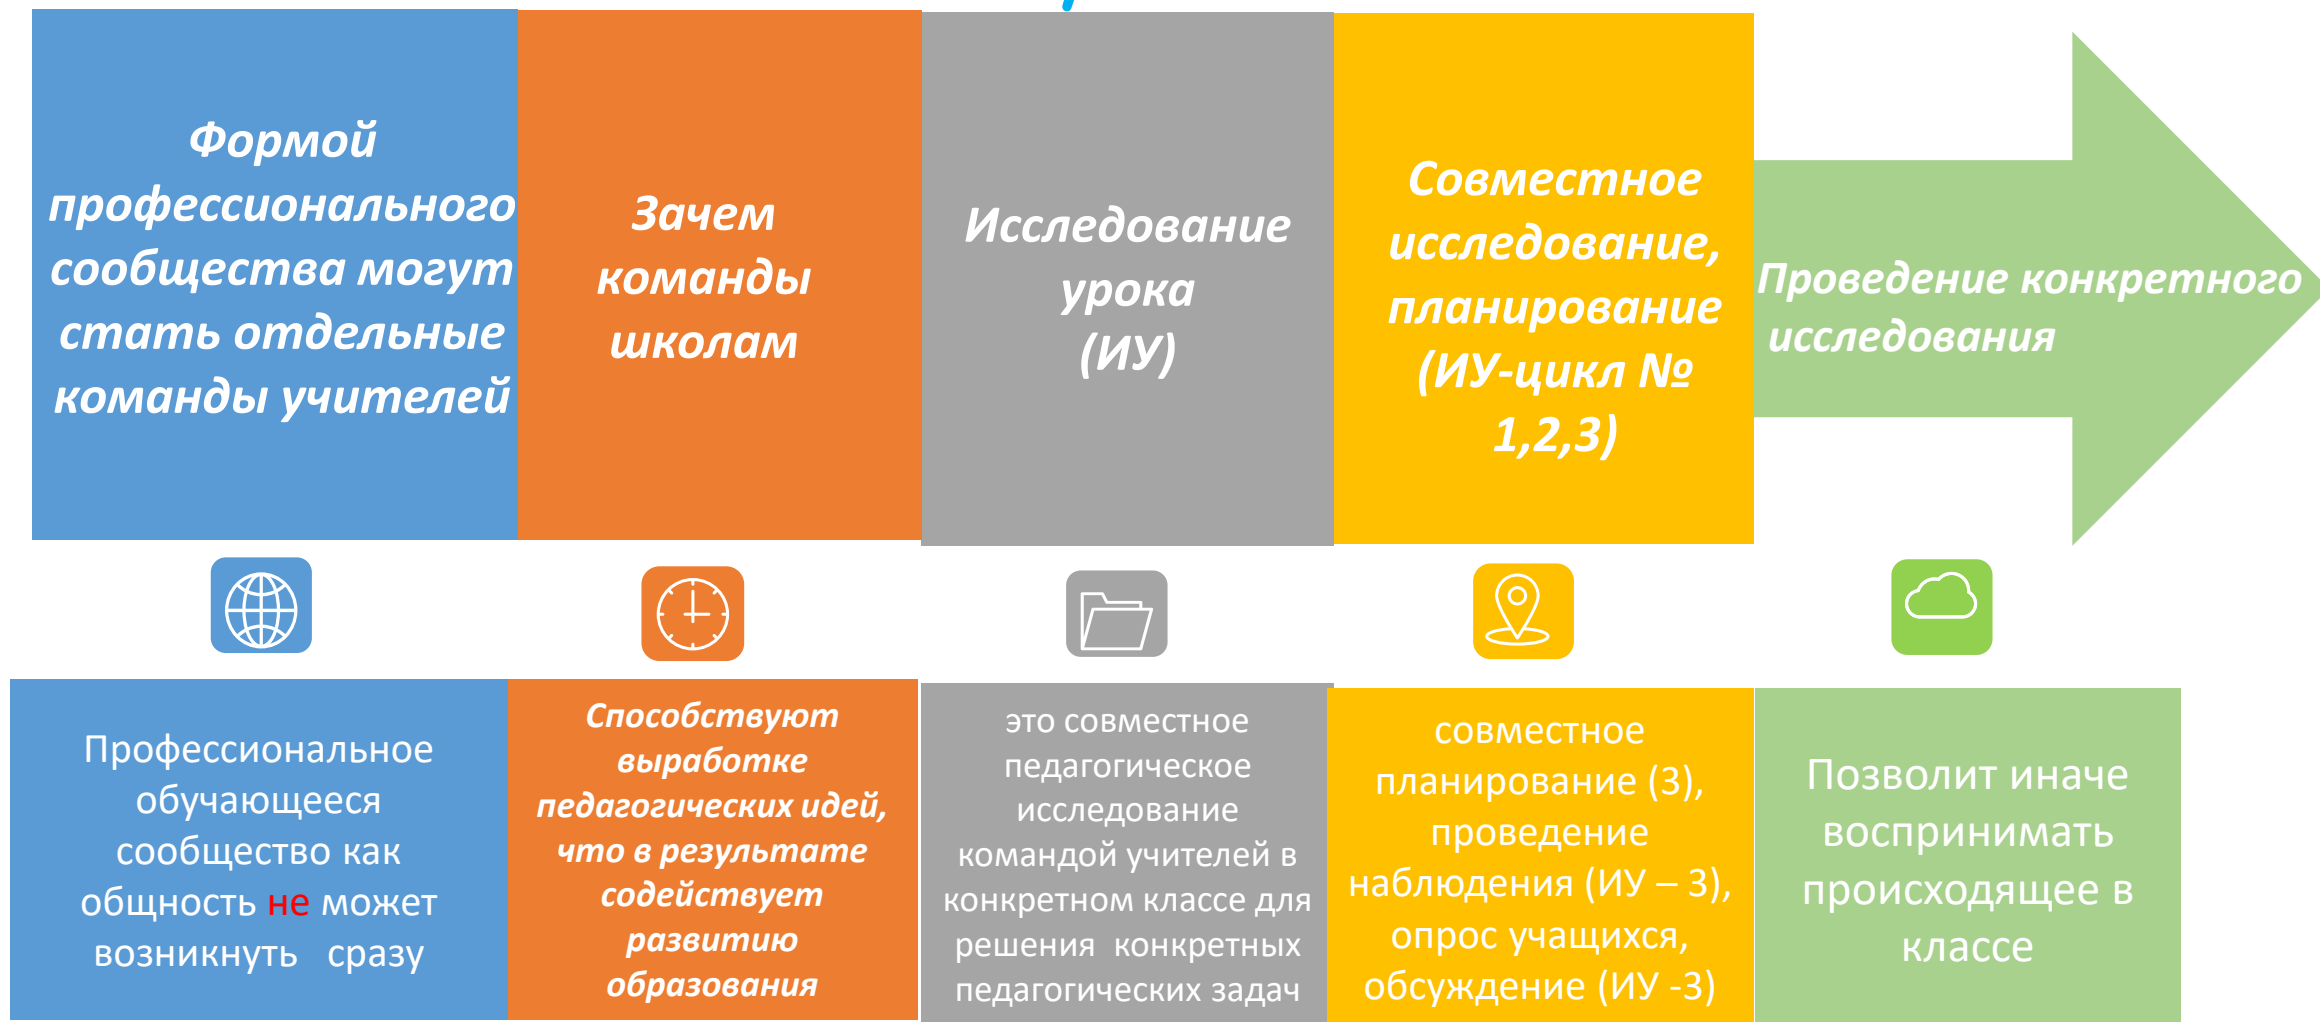 Формой
профессионального
сообщества могут
стать отдельные
команды учителей
Зачем
команды
школам
Исследование
урока
(ИУ)
Совместное
исследование,
планирование
(ИУ-цикл №
1,2,3)
Проведение конкретного
исследования
Профессиональное
обучающееся
сообщество как
общность не может
возникнуть сразу
Способствуют
выработке
педагогических идей,
что в результате
содействует
развитию
образования
это совместное
педагогическое
исследование
командой учителей в
конкретном классе для
решения конкретных
педагогических задач
совместное
планирование (3),
проведение
наблюдения (ИУ – 3),
опрос учащихся,
обсуждение (ИУ -3)
Позволит иначе
воспринимать
происходящее в
классе